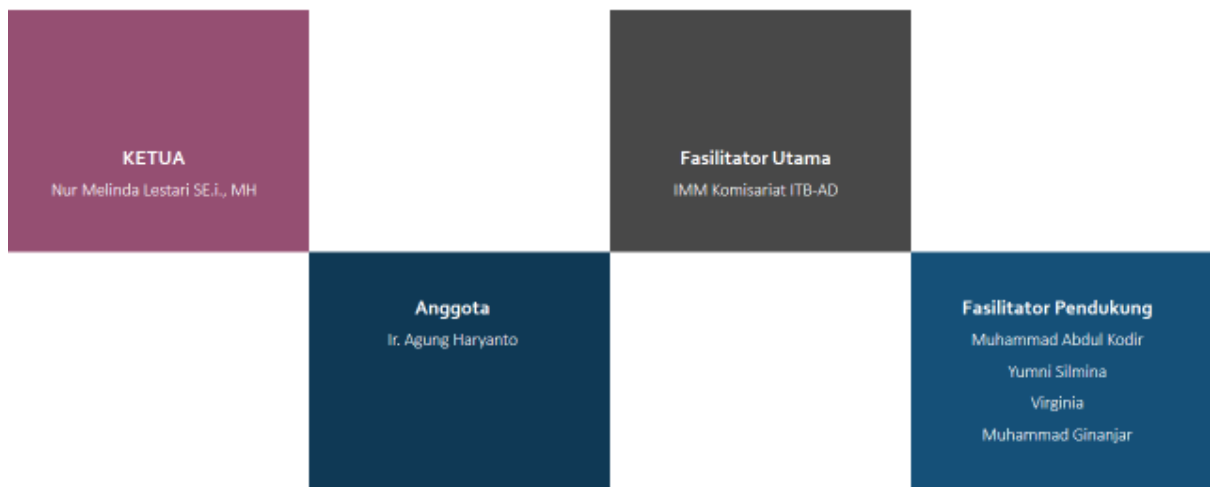 KETUA
Nur Melinda Lestari SE.i., MH
Fasilitator Utama
IMM Komisariat ITB-AD
Anggota
Ir. Agung Haryanto
Fasilitator Pendukung
Muhammad Abdul Kodir
Yumni Silmina
Virginia
Muhammad Ginanjar